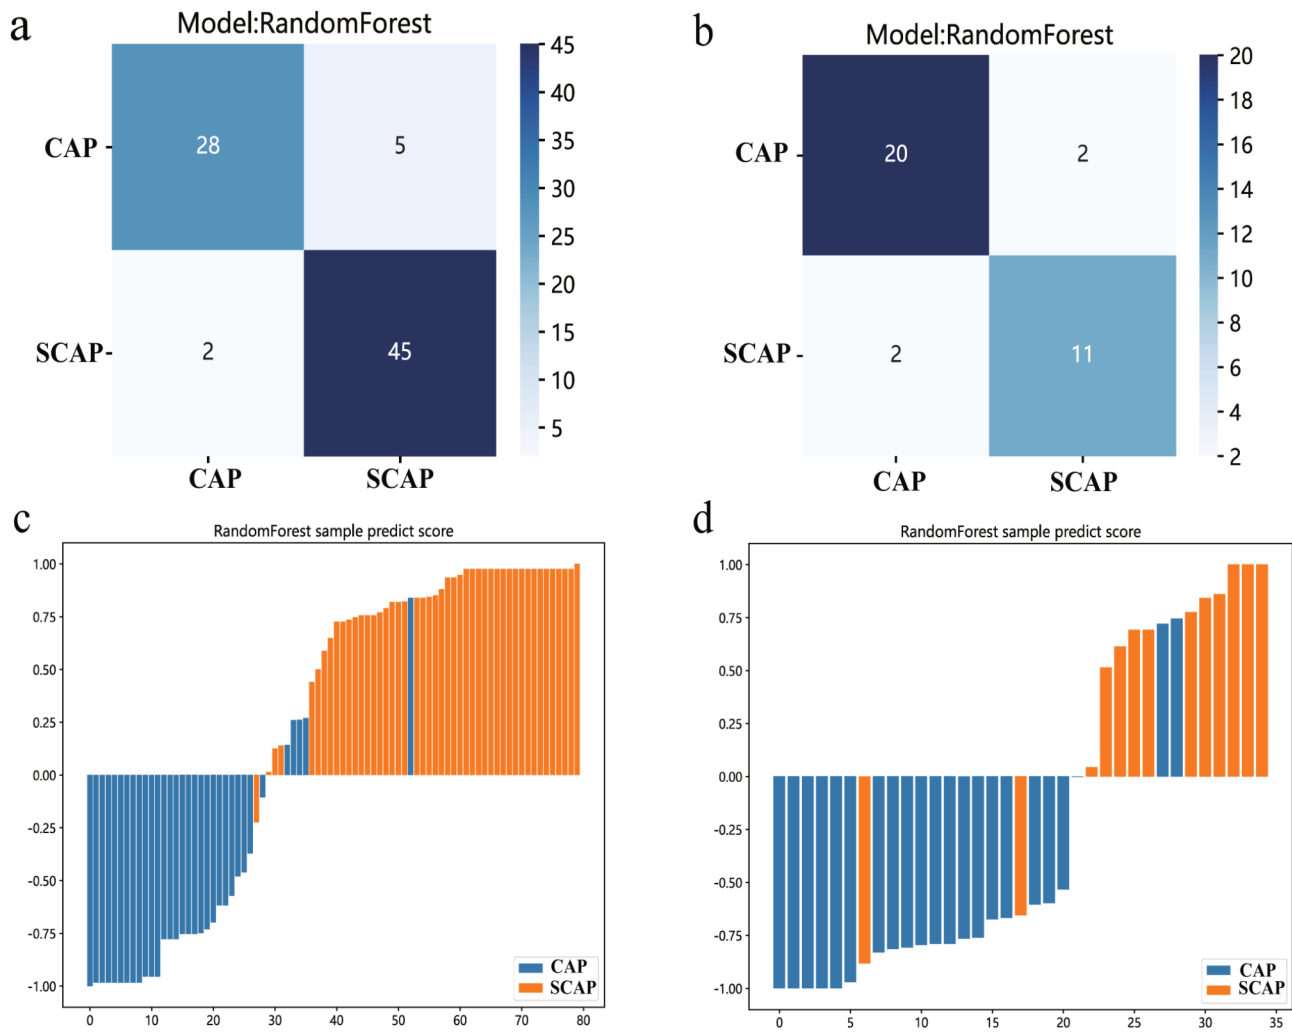 a
Model:RandomForest
CAP
28
5
SCAP
2
45
CAP
SCAP
45
40
35
30
25
20
15
10
5
b
Model:RandomForest
CAP
20
2
SCAP
2
11
CAP
SCAP
20
18
16
14
12
10
8
6
4
2
c
RandomForest sample predict score
1.00
0.75
0.50
0.25
0.00
-0.25
-0.50
-0.75
-1.00
0 10 20 30 40 50 60 70 80
CAP
SCAP
d
RandomForest sample predict score
1.00
0.75
0.50
0.25
0.00
-0.25
-0.50
-0.75
-1.00
0 5 10 15 20 25 30 35
CAP
SCAP